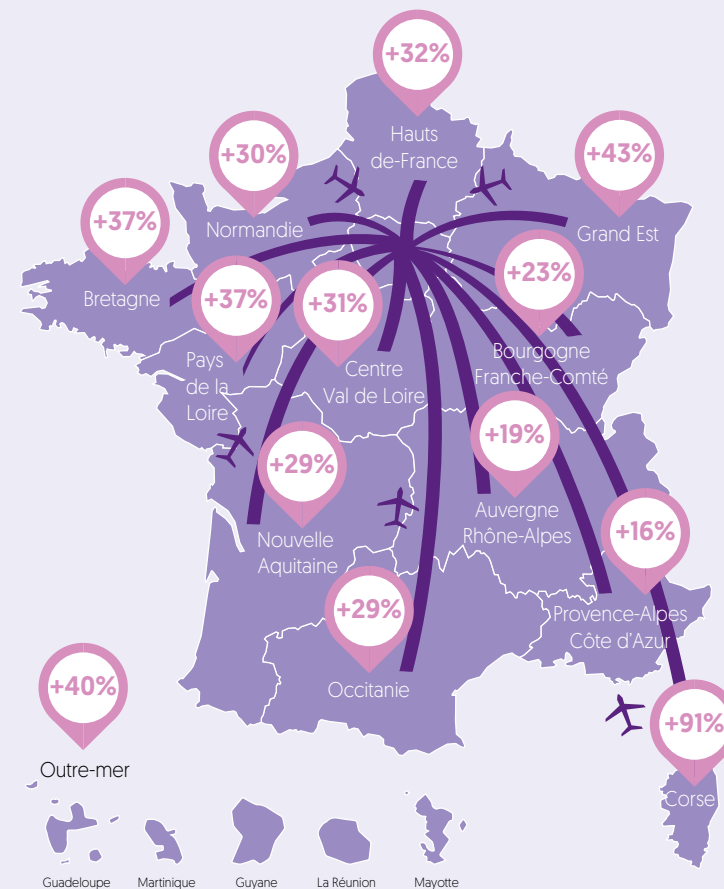 +32%
Hauts
de-France
+30%
Normandie
+43%
Grand Est
+37%
Bretagne
+37%
Pays
de la
Loire
+31%
Centre
Val de Loire
+23%
Bourgogne
Franche-Comté
+29%
Nouvelle
Aquitaine
+19%
Auvergne
Rhône-Alpes
+16%
Provence-Alpes
Côte d'Azur
+29%
Occitanie
+91%
Corse
+40%
Outre-mer
Guadeloupe
Martinique
Guyane
La Réunion
Mayotte